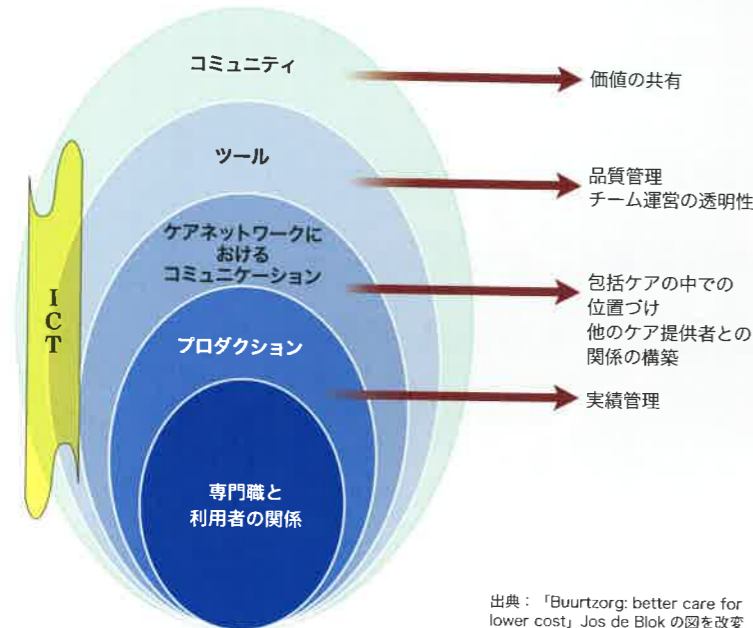 コミュニティ
価値の共有
ツール
品質管理
チーム運営の透明性
ケアネットワークに
おける
コミュニケーション
包括ケアの中での
位置づけ
他のケア提供者との
関係の構築
ICT
プロダクション
実績管理
専門職と
利用者の関係
出典：「Buurtzorg: better care for
lower cost」Jos de Blok の図を改変